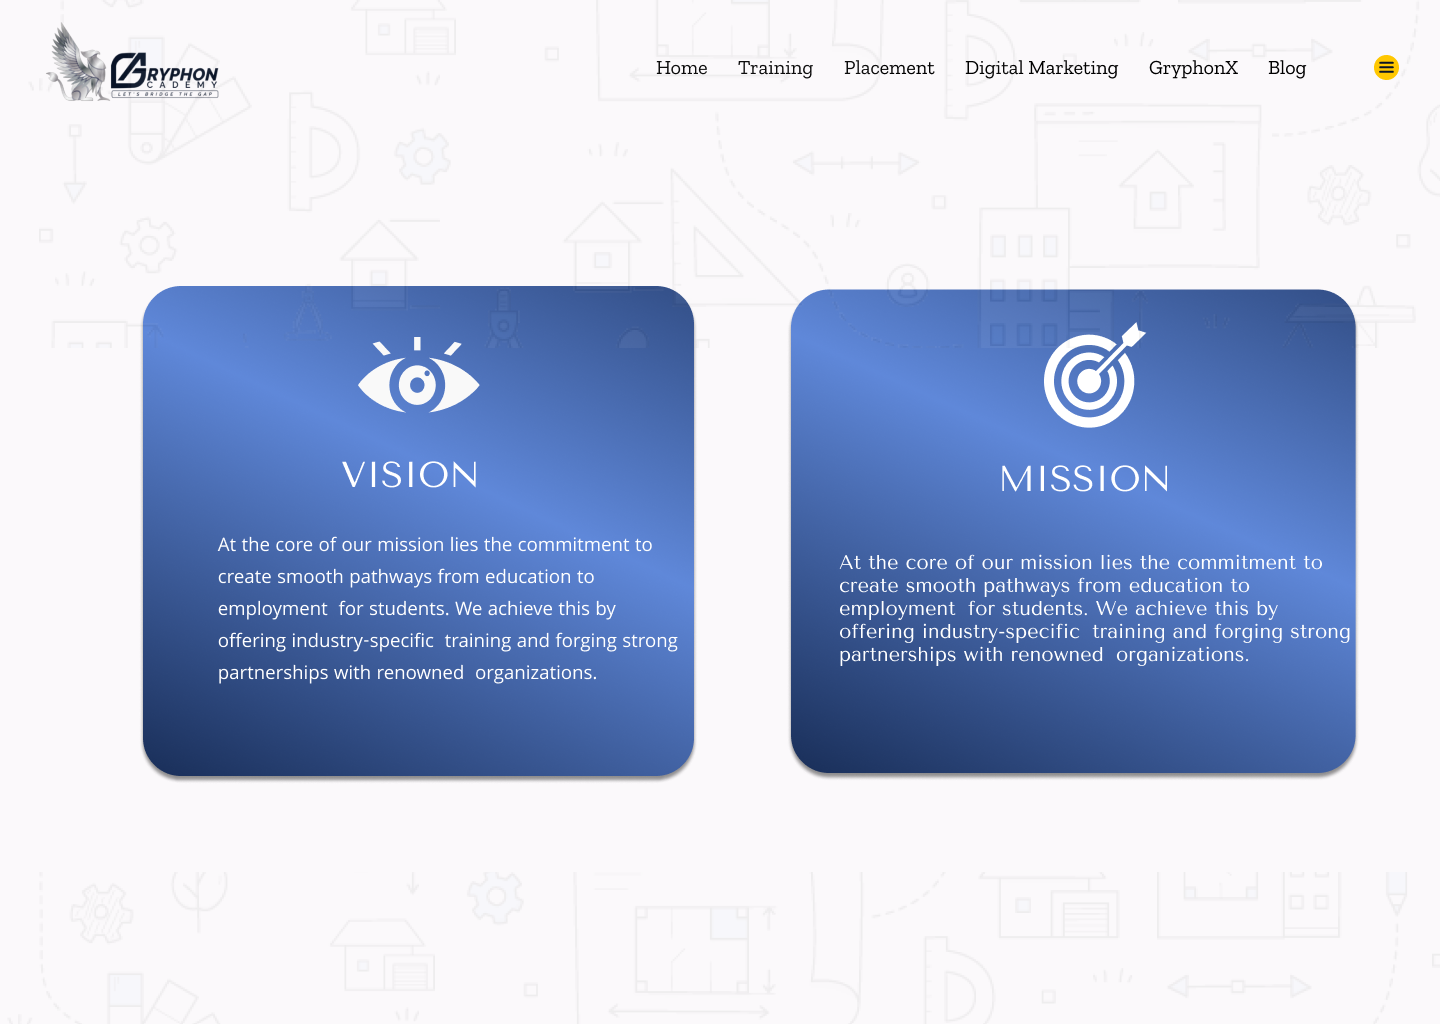 GRYPHON
ACADEMY
LET'S BRIDGE THE GAP
Home Training Placement Digital Marketing GryphonX Blog
VISION
At the core of our mission lies the commitment to
create smooth pathways from education to
employment  for students. We achieve this by
offering industry-specific  training and forging strong
partnerships with renowned  organizations.
MISSION
At the core of our mission lies the commitment to
create smooth pathways from education to
employment  for students. We achieve this by
offering industry-specific  training and forging strong
partnerships with renowned  organizations.